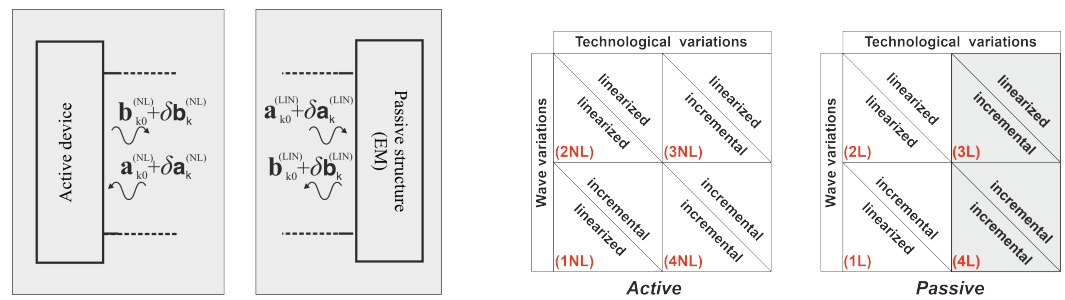 Active device
b_k0^(NL)+δb_k^(NL)
a_k0^(NL)+δa_k^(NL)
a_k0^(LIN)+δa_k^(LIN)
b_k0^(LIN)+δb_k^(LIN)
Passive structure
(EM)
Technological variations
Wave variations
linearized
linearized
(2NL)
linearized
incremental
(3NL)
incremental
linearized
(1NL)
incremental
incremental
(4NL)
Active
Technological variations
Wave variations
linearized
linearized
(2L)
linearized
incremental
(3L)
incremental
linearized
(1L)
incremental
incremental
(4L)
Passive